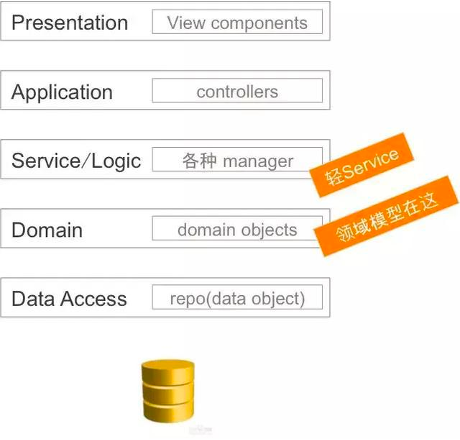 Presentation View components
Application controllers
Service/Logic 各种 manager
轻Service
Domain domain objects
领域模型在这
Data Access repo(data object)